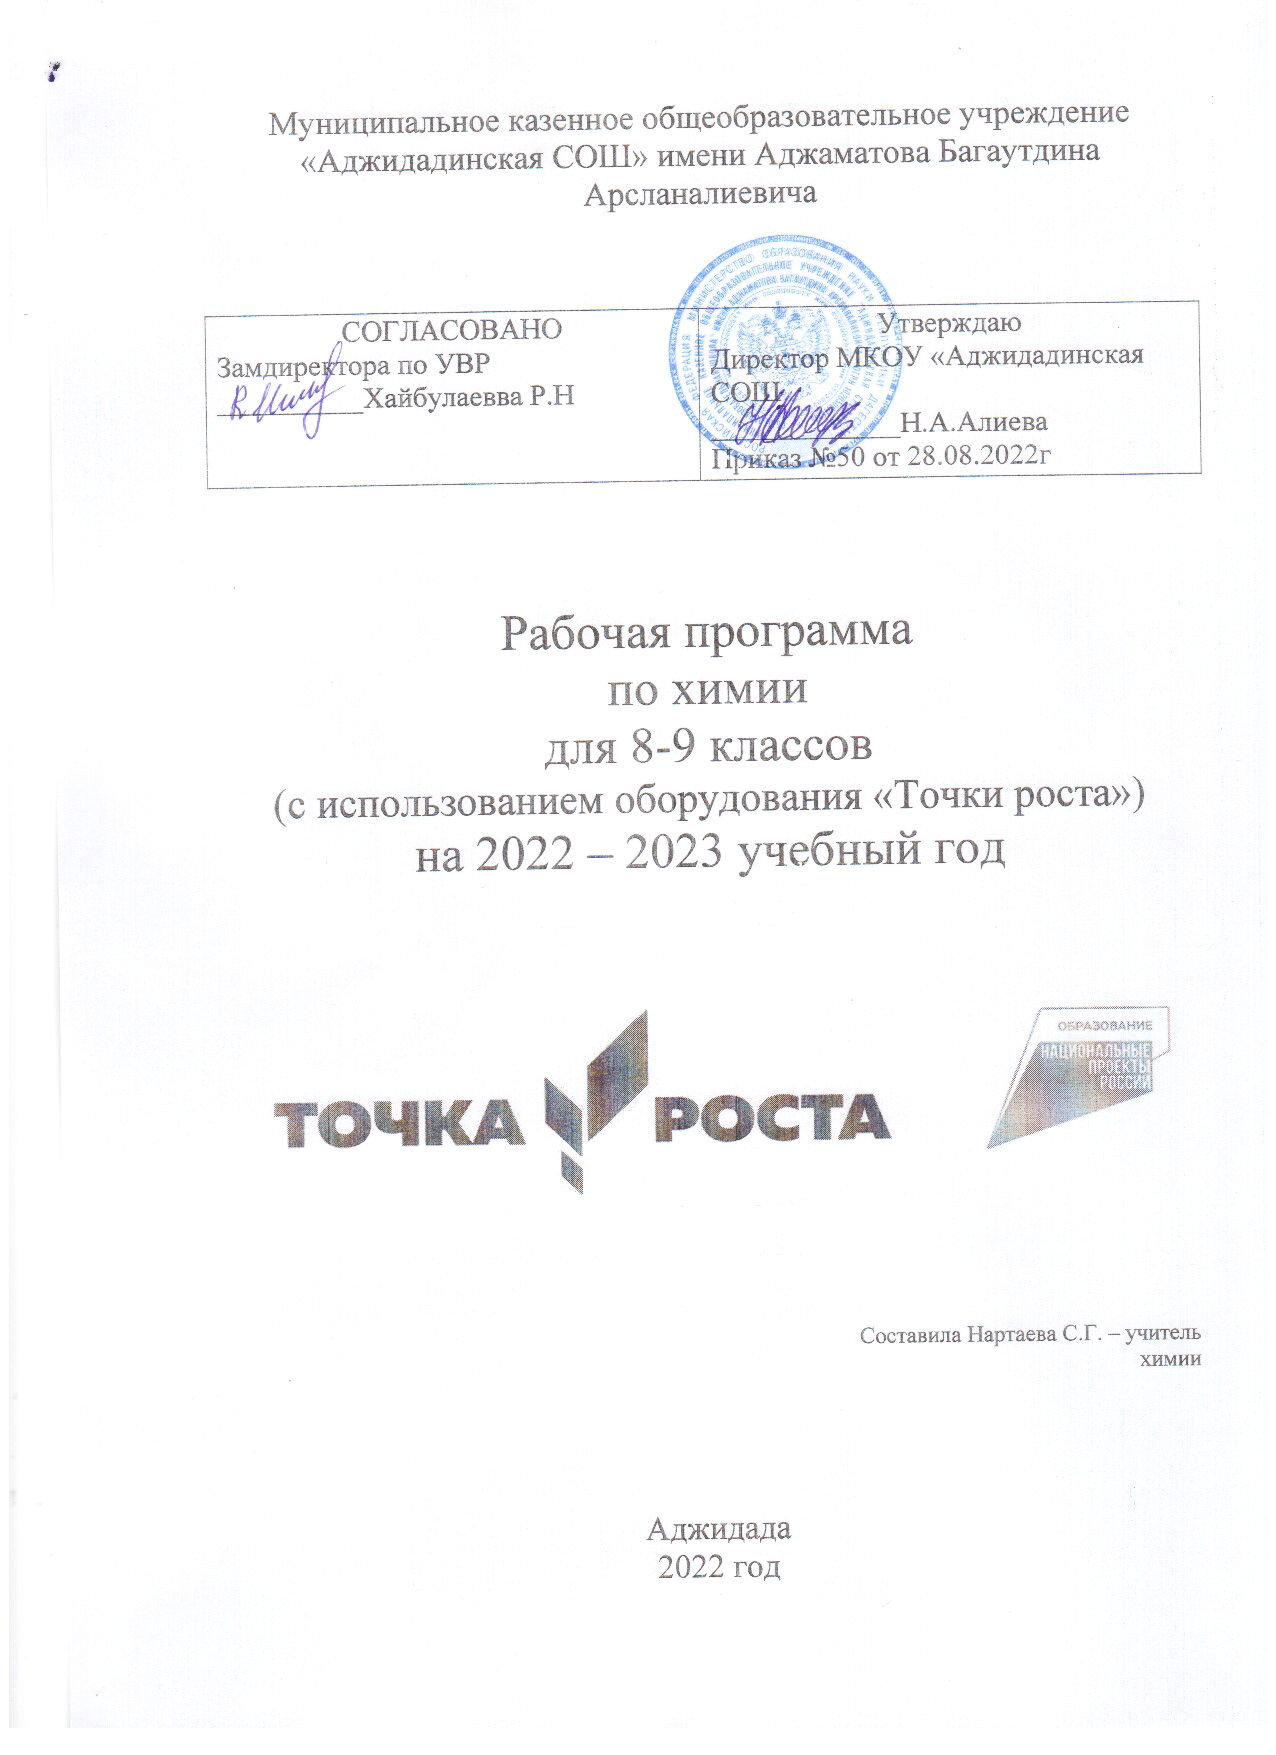 Муниципальное казенное общеобразовательное учреждение
«Аджидадинская СОШ» имени Аджаматова Багаутдина
Арсланалиевича
СОГЛАСОВАНО
Замдиректора по УВР
__________Хайбулаевва Р.Н
Утверждаю
Директор МКОУ «Аджидадинская
СОШ
_____________Н.А.Алиева
Приказ №50 от 28.08.2022г
Рабочая программа
по химии
для 8-9 классов
(с использованием оборудования «Точки роста»)
на 2022 – 2023 учебный год
ТОЧКА РОСТА
ОБРАЗОВАНИЕ
НАЦИОНАЛЬНЫЕ
ПРОЕКТЫ
РОССИИ
Составила Нартаева С.Г. – учитель
химии
Аджидада
2022 год